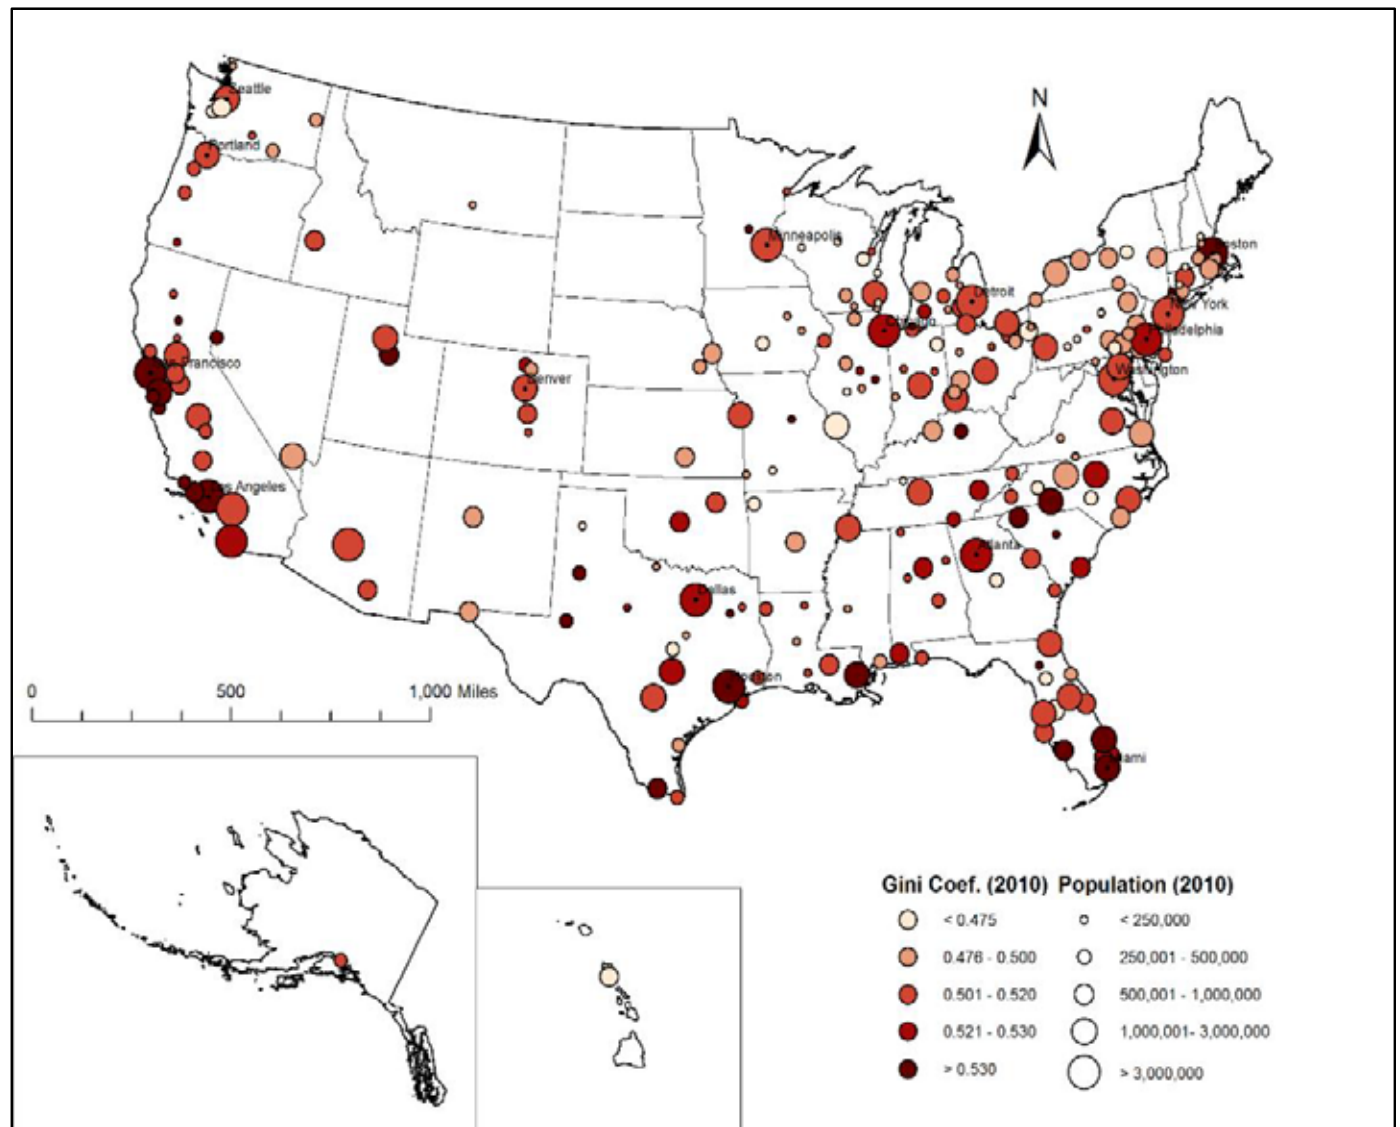 N
Seattle
Portland
Minneapolis
Detroit
New York
Philadelphia
Washington
Denver
Los Angeles
Atlanta
Dallas
0 500 1,000 Miles
Gini Coef. (2010) Population (2010)
< 0.475 < 250,000
0.476 - 0.500 250,001 - 500,000
0.501 - 0.520 500,001 - 1,000,000
0.521 - 0.530 1,000,001- 3,000,000
> 0.530 > 3,000,000